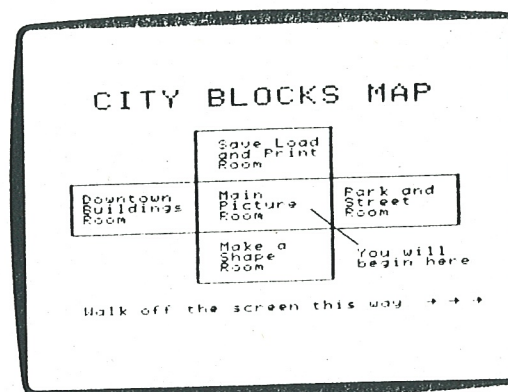 CITY BLOCKS MAP
Save Load
and Print
Room
Downtown
Buildings
Room
Main
Picture
Room
Park and
Street
Room
Make a
Shape
Room
You will
begin here
Walk off the screen this way → → →